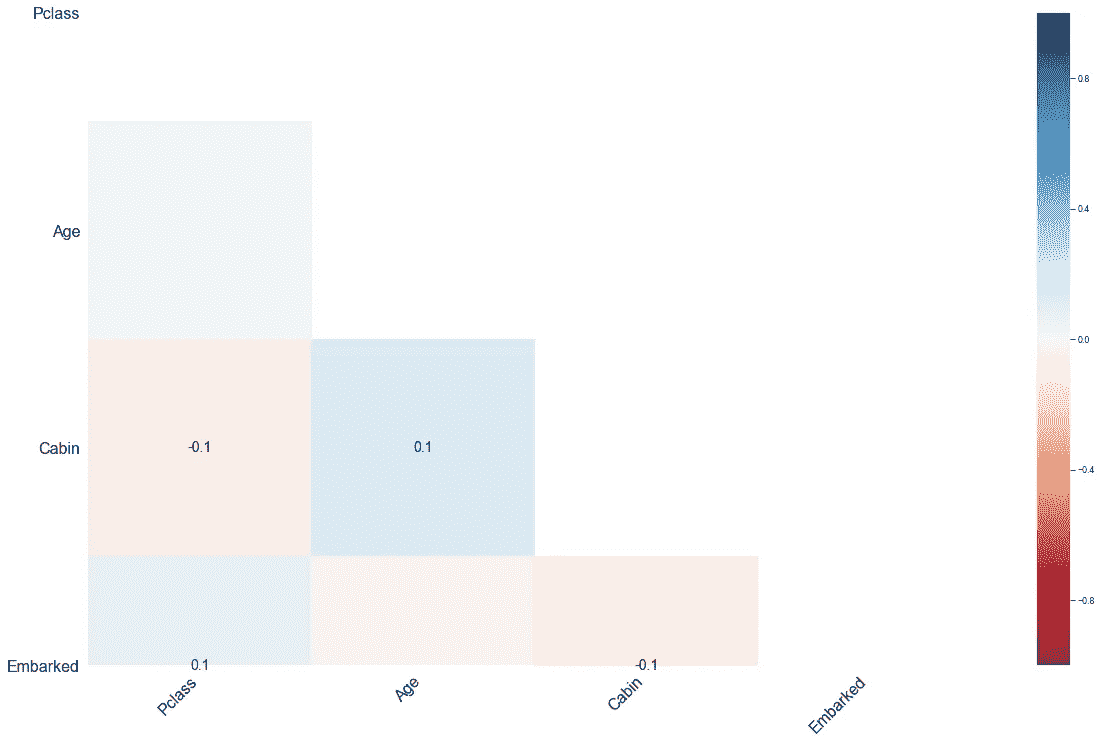 Pclass
Age
Cabin
Embarked
-0.1
0.1
0.1
-0.1
Pclass
Age
Cabin
Embarked
0.8
0.4
0.0
−0.4
−0.8